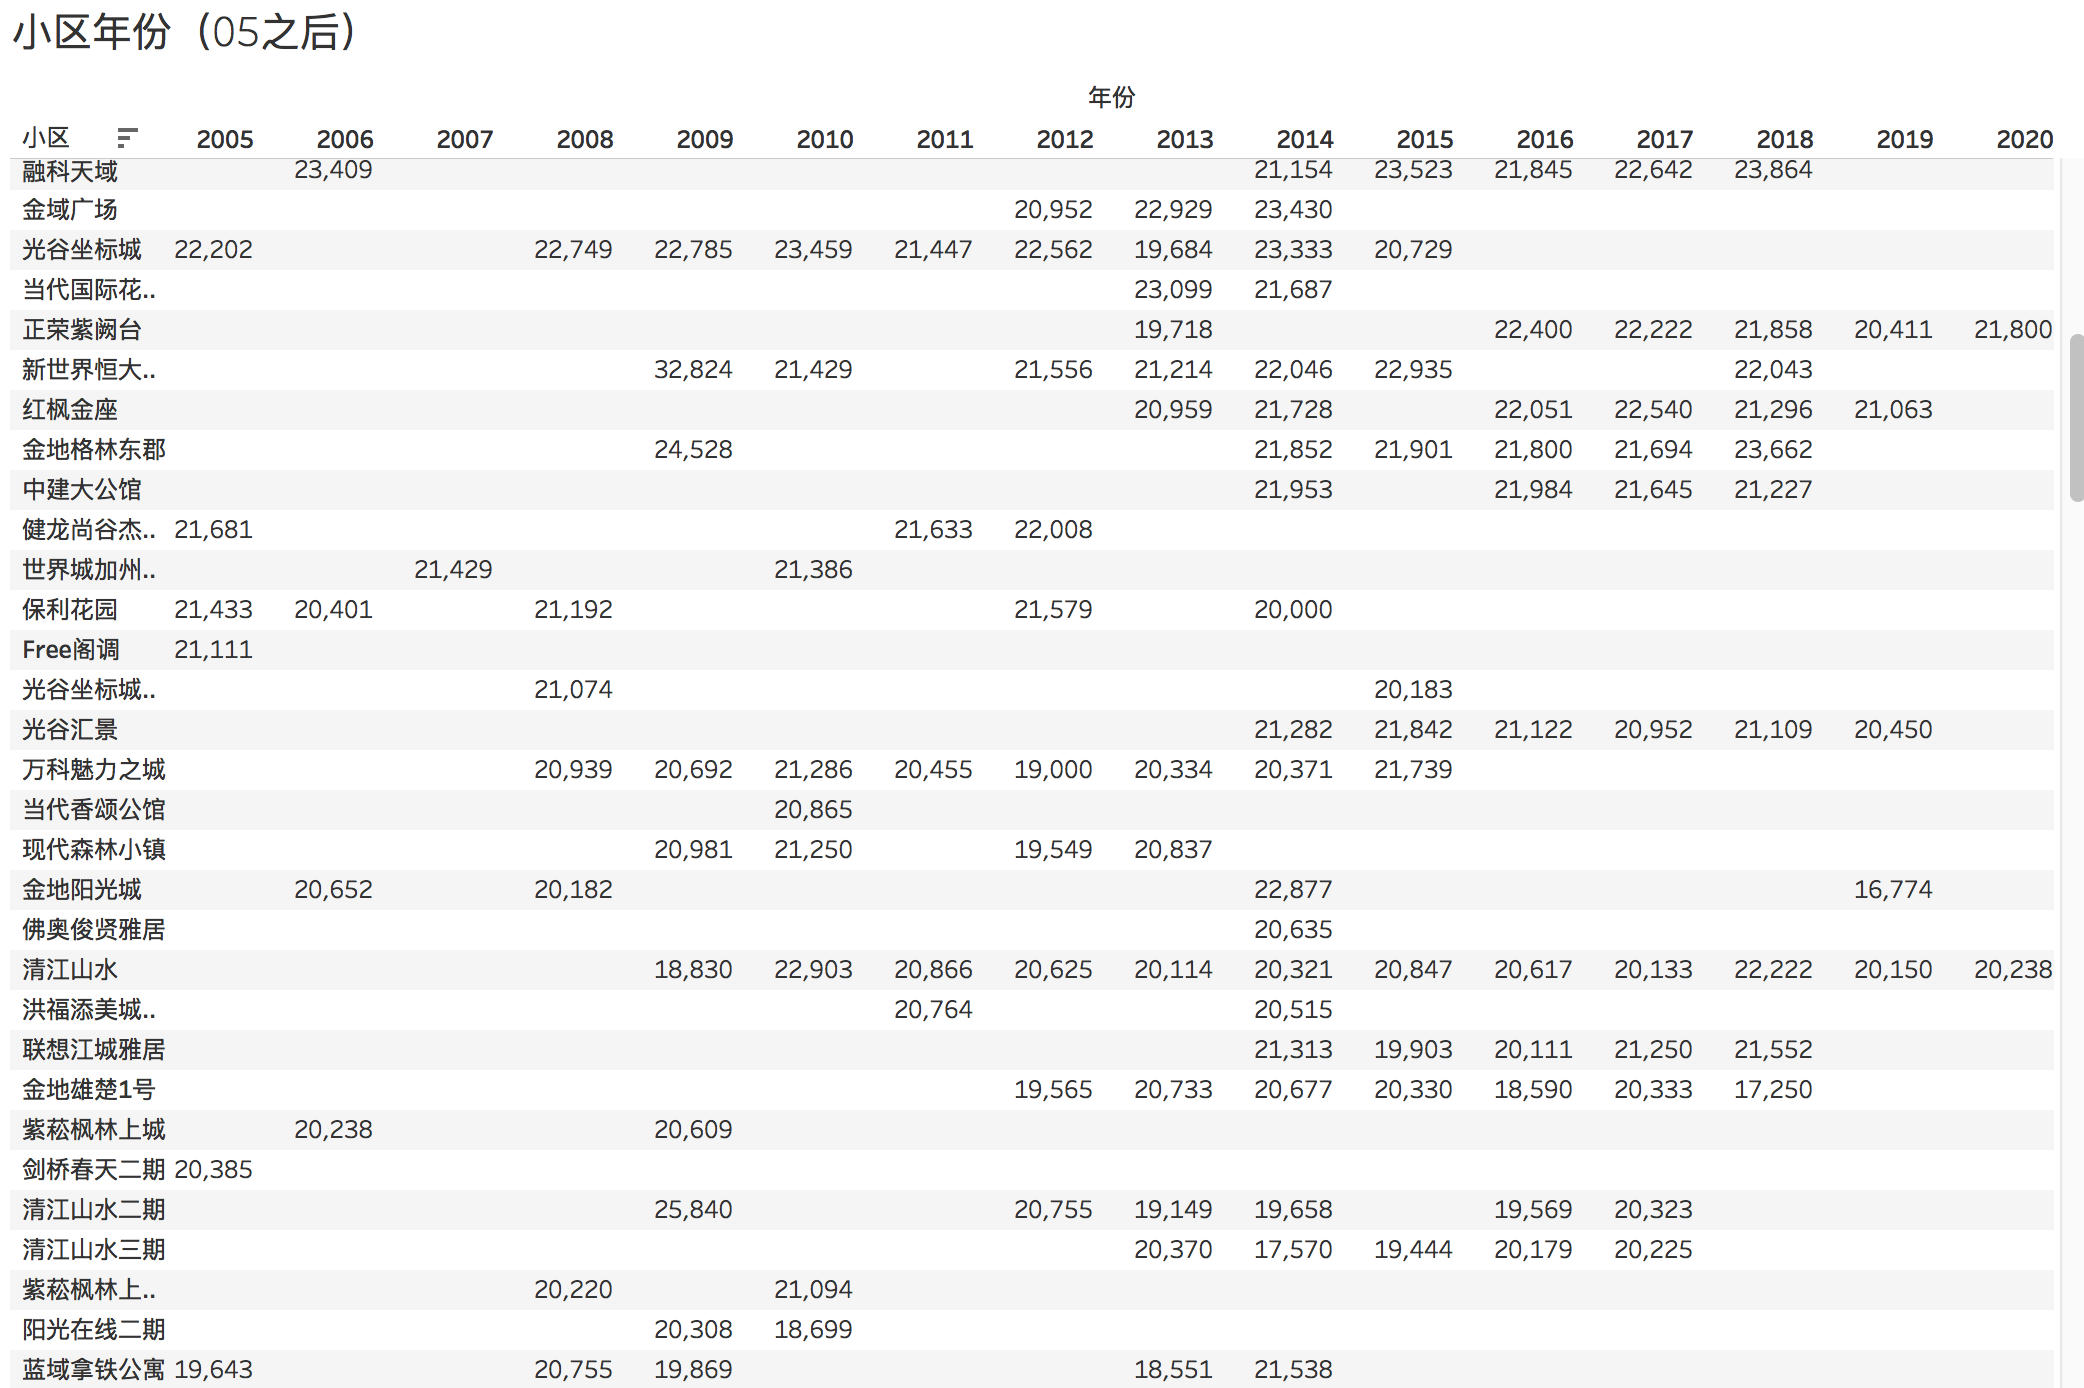 小区年份（05之后）
年份
小区 2005 2006 2007 2008 2009 2010 2011 2012 2013 2014 2015 2016 2017 2018 2019 2020
融科天域 23,409 21,154 23,523 21,845 22,642 23,864
金域广场 20,952 22,929 23,430
光谷坐标城 22,202 22,749 22,785 23,459 21,447 22,562 19,684 23,333 20,729
当代国际花.. 23,099 21,687
正荣紫阙台 19,718 22,400 22,222 21,858 20,411 21,800
新世界恒大.. 32,824 21,429 21,556 21,214 22,046 22,935 22,043
红枫金座 20,959 21,728 22,051 22,540 21,296 21,063
金地格林东郡 24,528 21,852 21,901 21,800 21,694 23,662
中建大公馆 21,953 21,984 21,645 21,227
健龙尚谷杰.. 21,681 21,633 22,008
世界城加州.. 21,429 21,386
保利花园 21,433 20,401 21,192 21,579 20,000
Free阁调 21,111
光谷坐标城.. 21,074 20,183
光谷汇景 21,282 21,842 21,122 20,952 21,109 20,450
万科魅力之城 20,939 20,692 21,286 20,455 19,000 20,334 20,371 21,739
当代香颂公馆 20,865
现代森林小镇 20,981 21,250 19,549 20,837
金地阳光城 20,652 20,182 22,877 16,774
佛奥俊贤雅居 20,635
清江山水 18,830 22,903 20,866 20,625 20,114 20,321 20,847 20,617 20,133 22,222 20,150 20,238
洪福添美城.. 20,764 20,515
联想江城雅居 21,313 19,903 20,111 21,250 21,552
金地雄楚1号 19,565 20,733 20,677 20,330 18,590 20,333 17,250
紫菘枫林上城 20,238 20,609
剑桥春天二期 20,385
清江山水二期 25,840 20,755 19,149 19,658 19,569 20,323
清江山水三期 20,370 17,570 19,444 20,179 20,225
紫菘枫林上.. 20,220 21,094
阳光在线二期 20,308 18,699
蓝域拿铁公寓 19,643 20,755 19,869 18,551 21,538